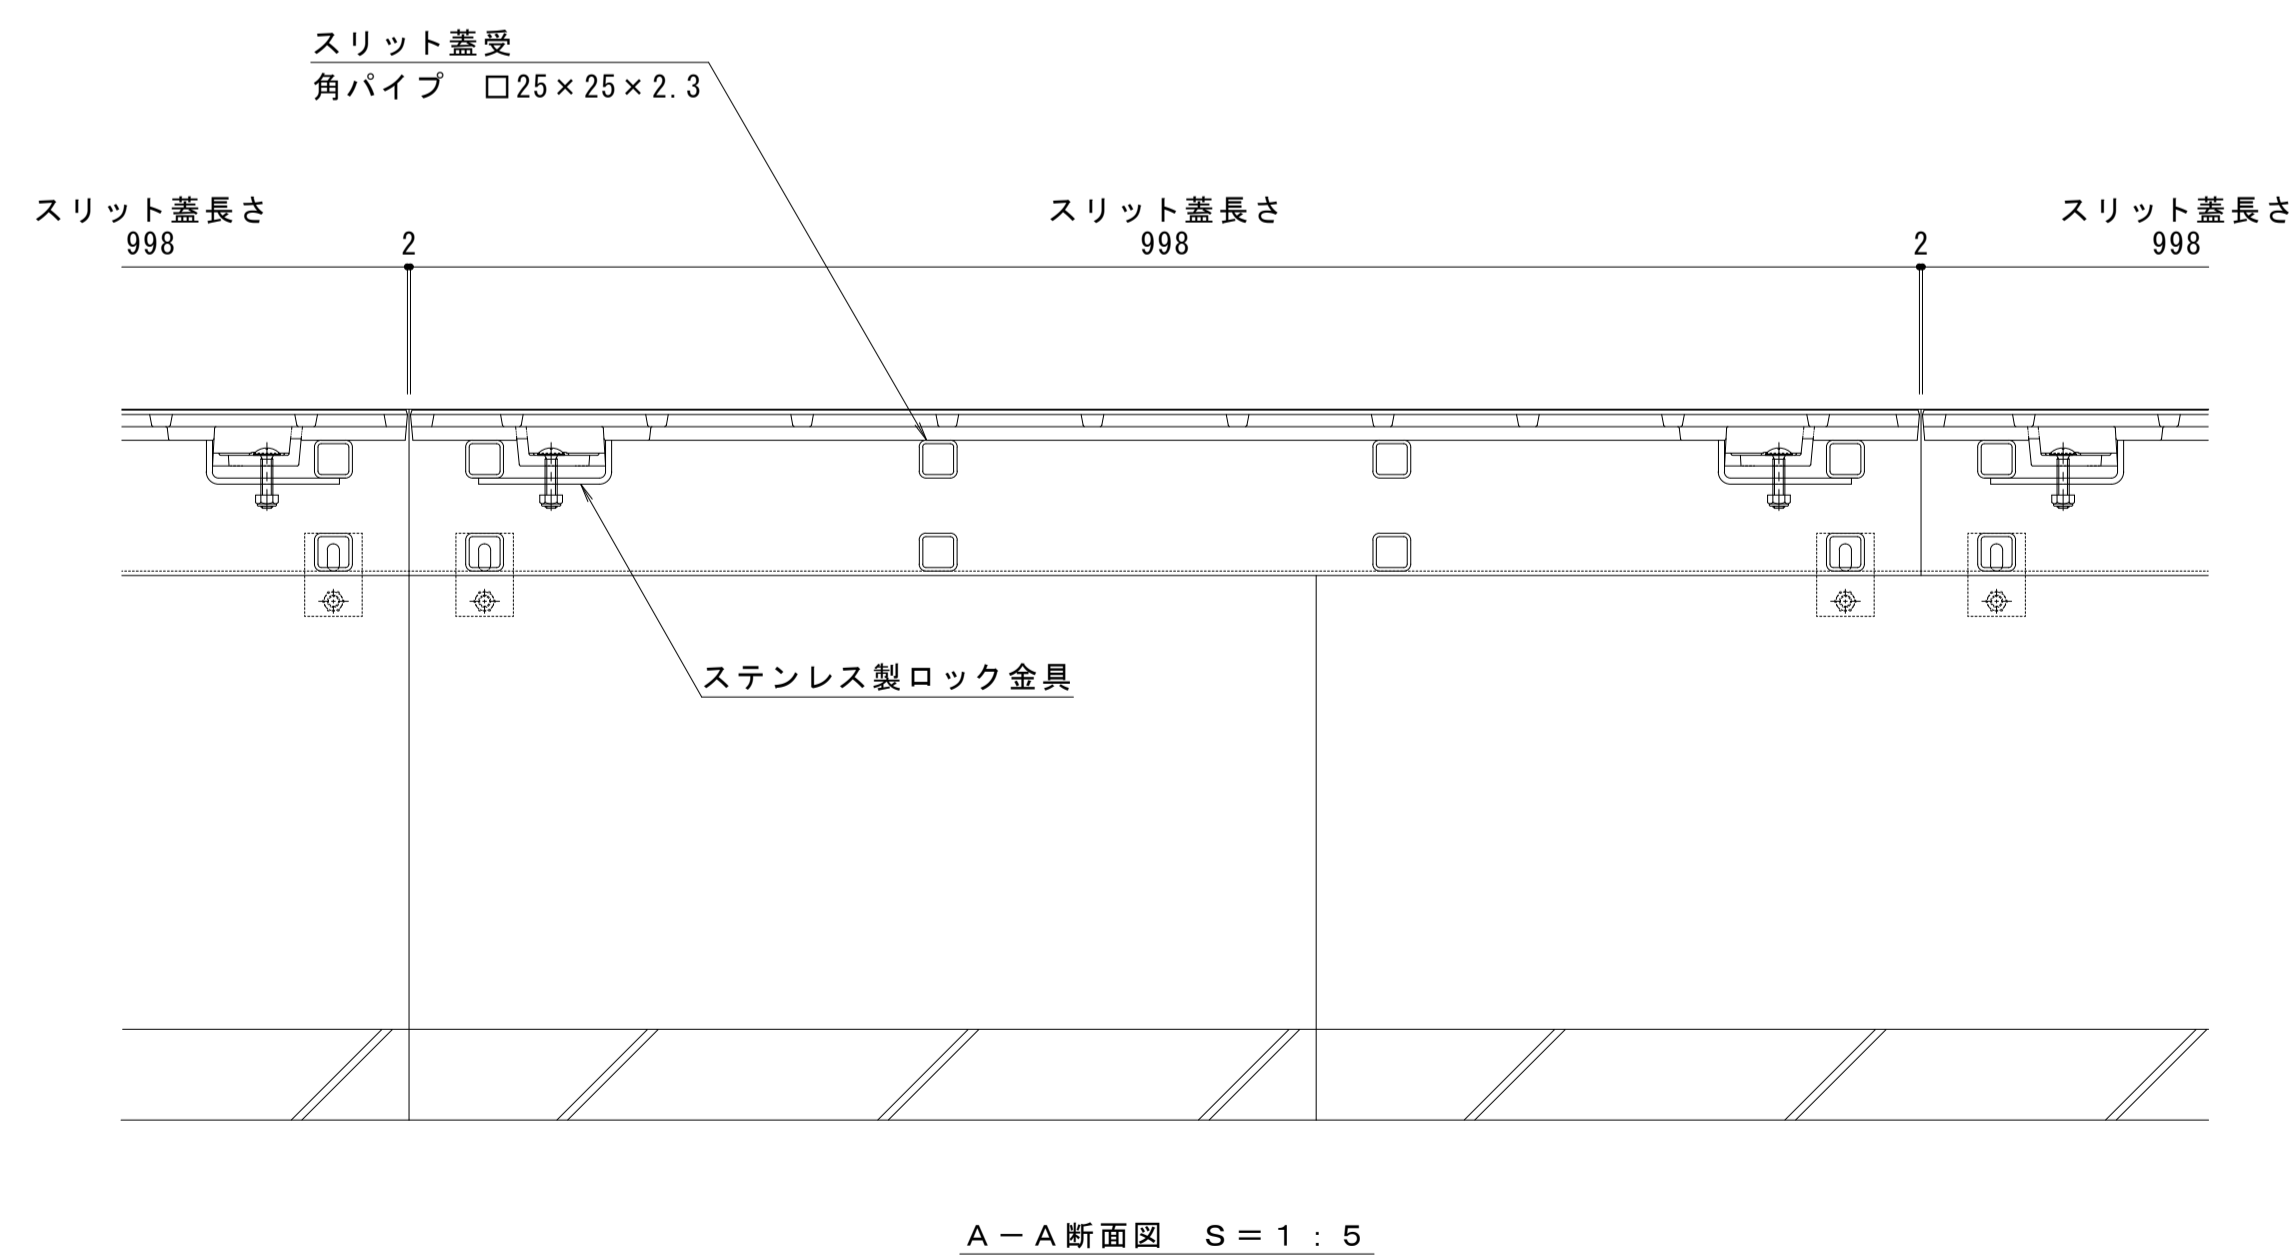 スリット蓋受
角パイプ　□25×25×2.3
スリット蓋長さ
998
2
スリット蓋長さ
998
2
スリット蓋長さ
998
ステンレス製ロック金具
A－A断面図　S＝1：5